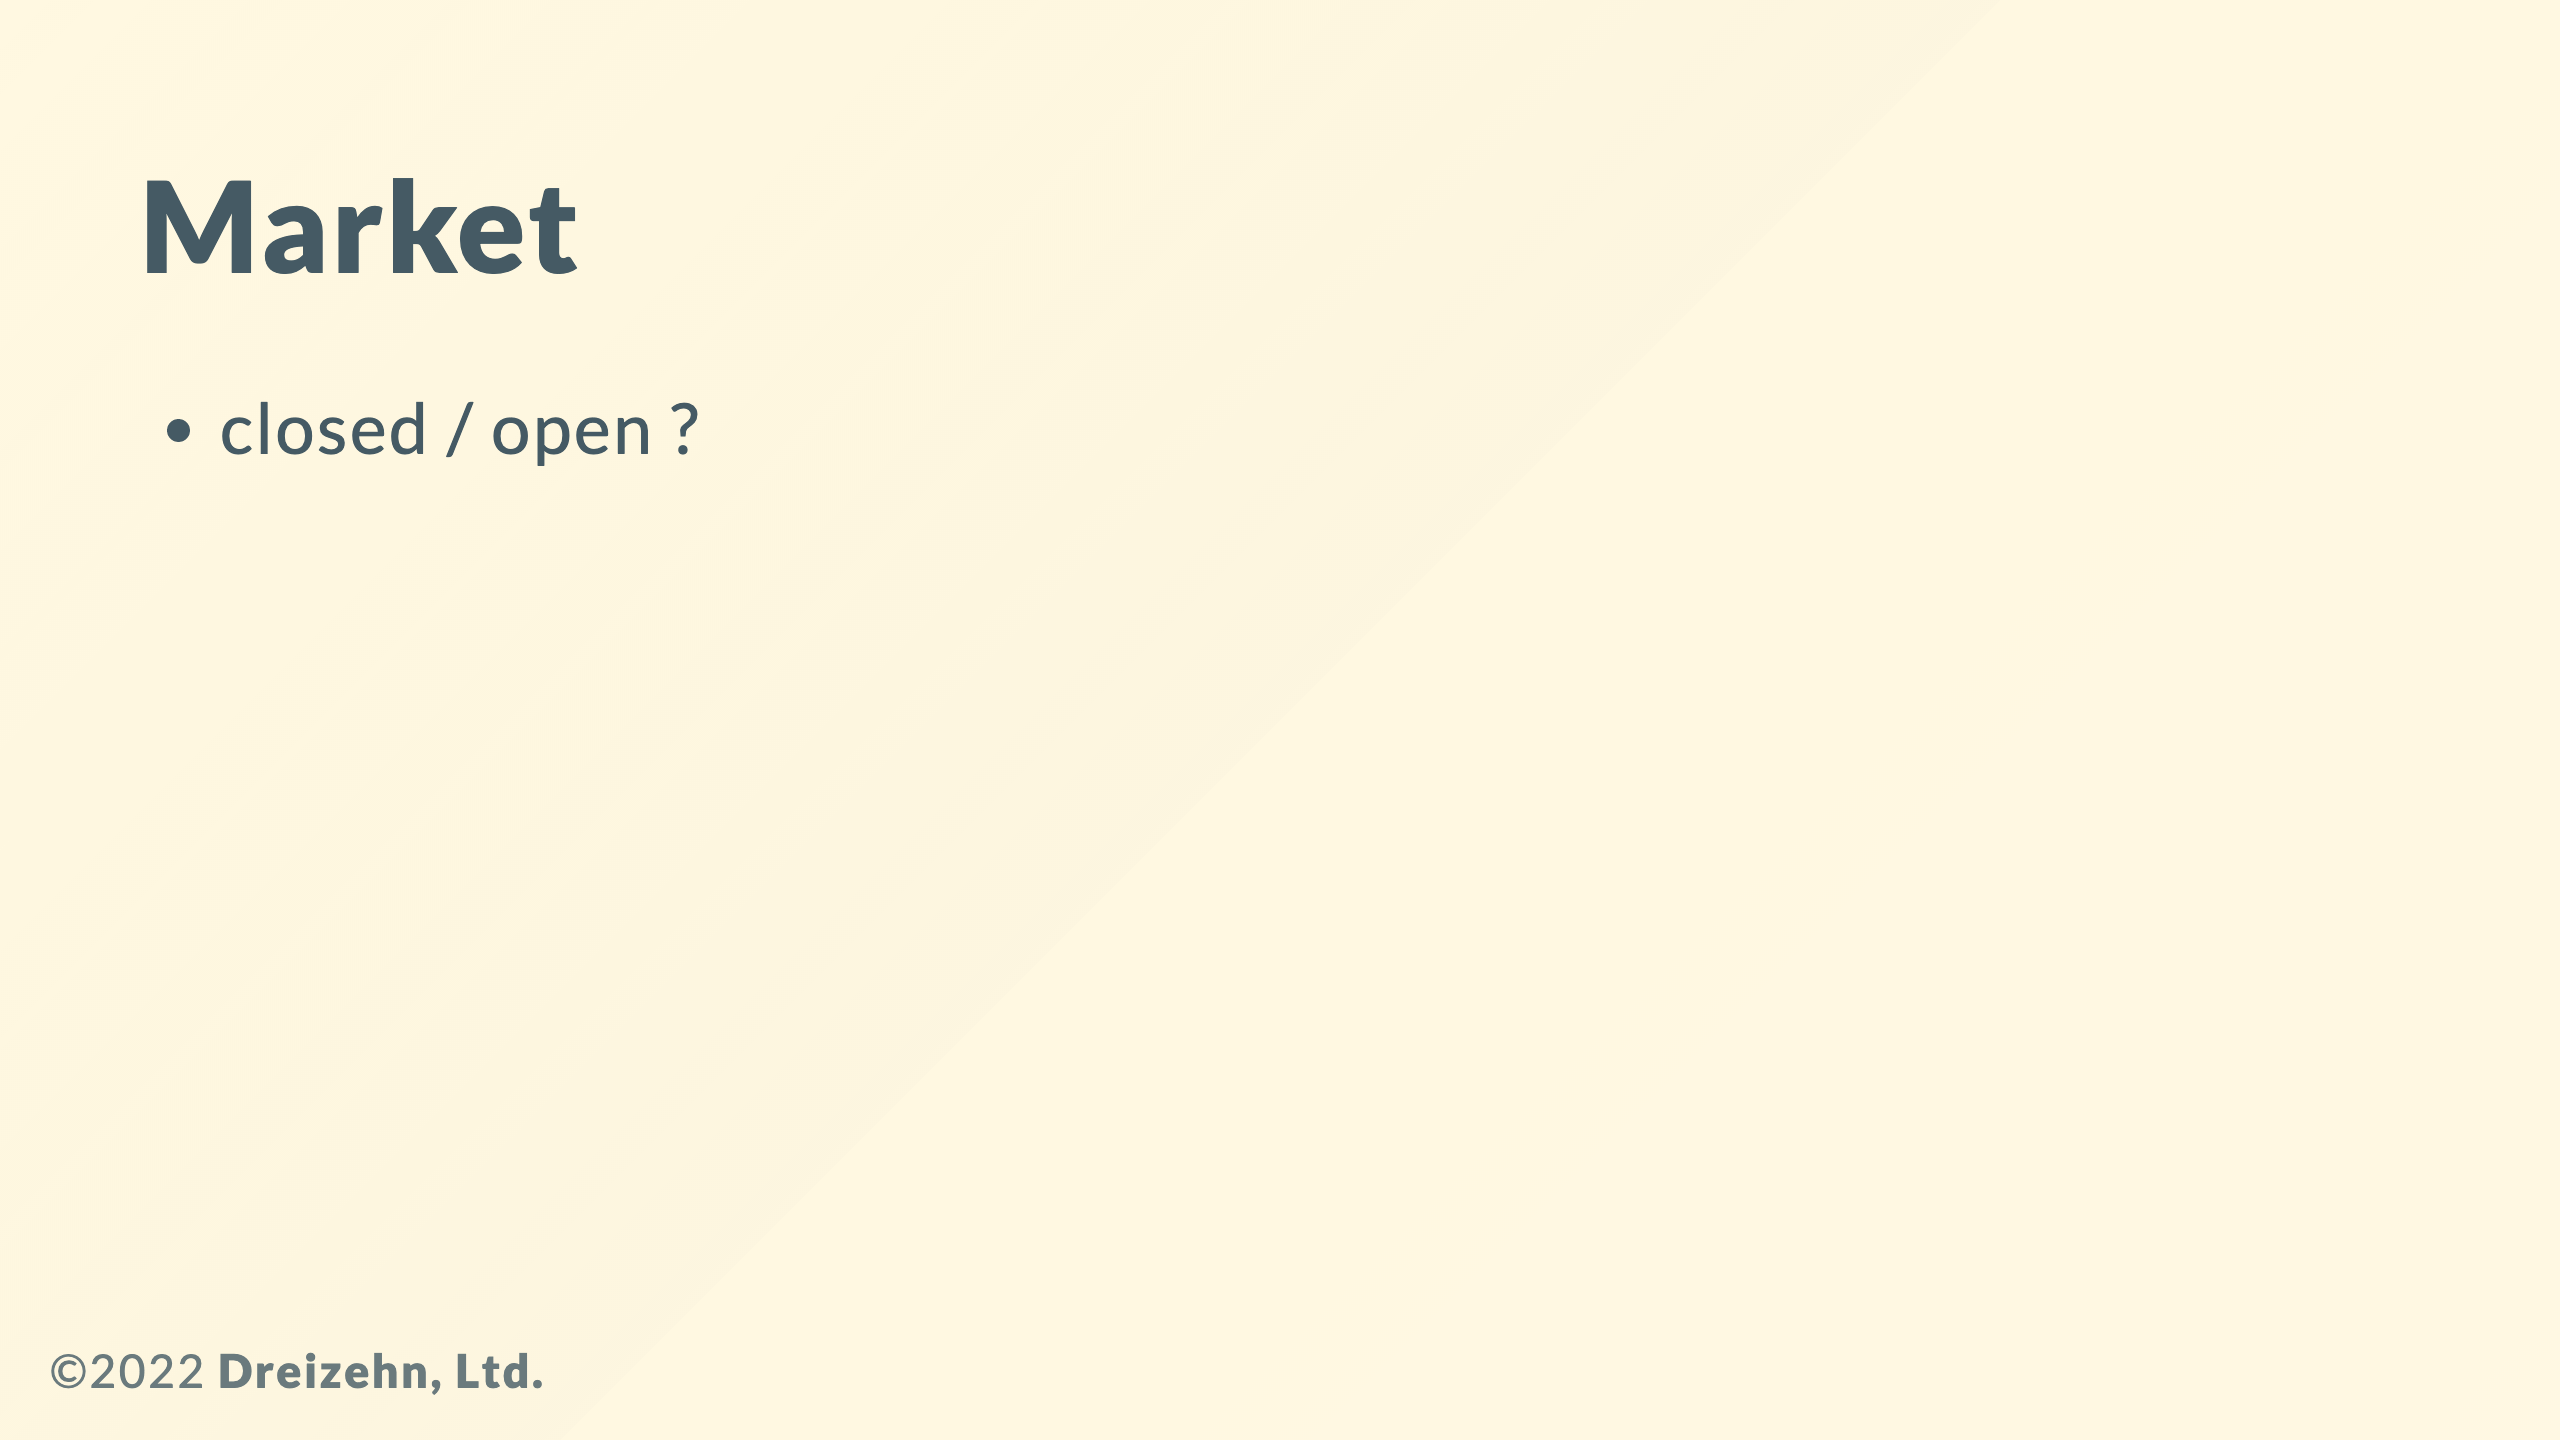 Market
• closed / open ?
©2022 Dreizehn, Ltd.